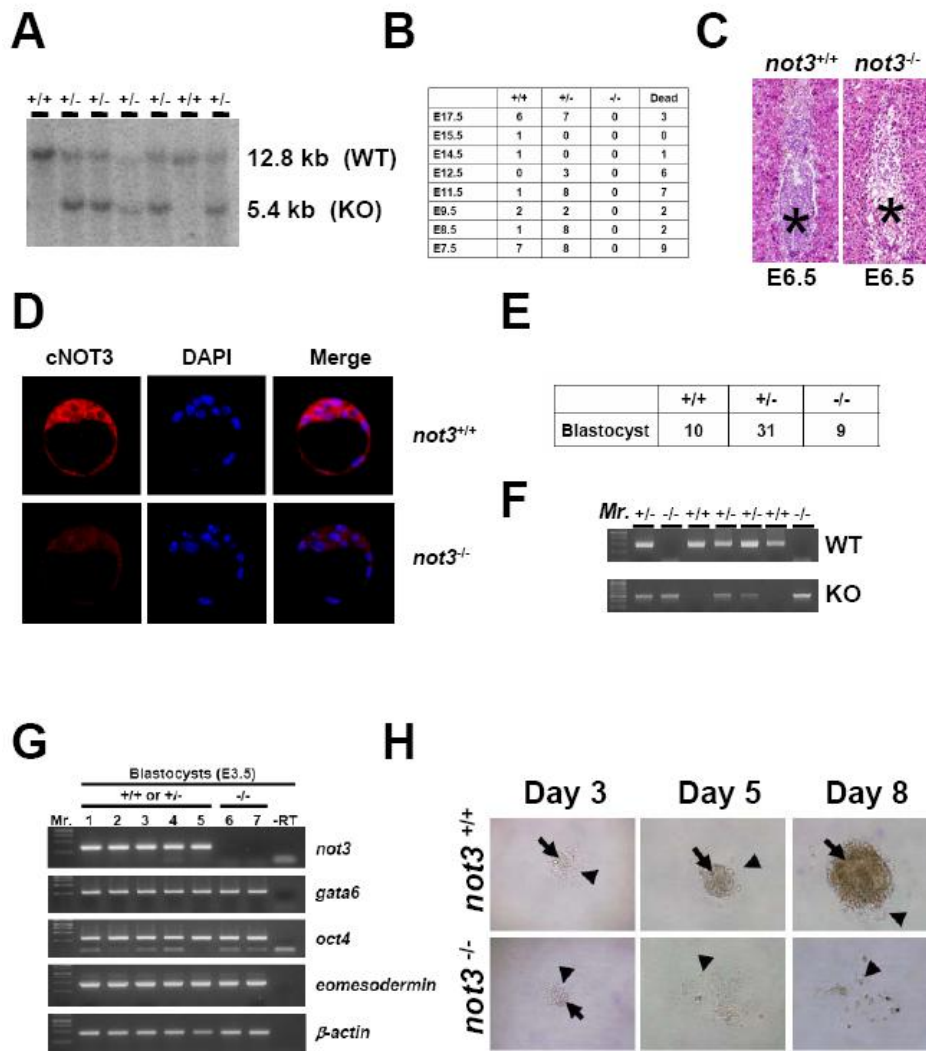 A
+/+ +/- +/- +/- +/- +/+ +/-
12.8 kb (WT)
5.4 kb (KO)
B
+/+ +/- -/- Dead
E17.5 6 7 0 3
E15.5 1 0 0 0
E14.5 1 0 0 1
E12.5 0 3 0 6
E11.5 1 8 0 7
E9.5 2 2 0 2
E8.5 1 8 0 2
E7.5 7 8 0 9
C
not3+/+ not3-/-
* *
E6.5 E6.5
D
cNOT3 DAPI Merge
not3+/+
not3-/-
E
+/+ +/- -/-
Blastocyst 10 31 9
F
Mr. +/- -/- +/+ +/- +/- +/+ -/-
WT
KO
G
Blastocysts (E3.5)
+/+ or +/- -/-
Mr. 1 2 3 4 5 6 7 -RT
not3
gata6
oct4
eomesodermin
β-actin
H
Day 3 Day 5 Day 8
not3 +/+
not3 -/-